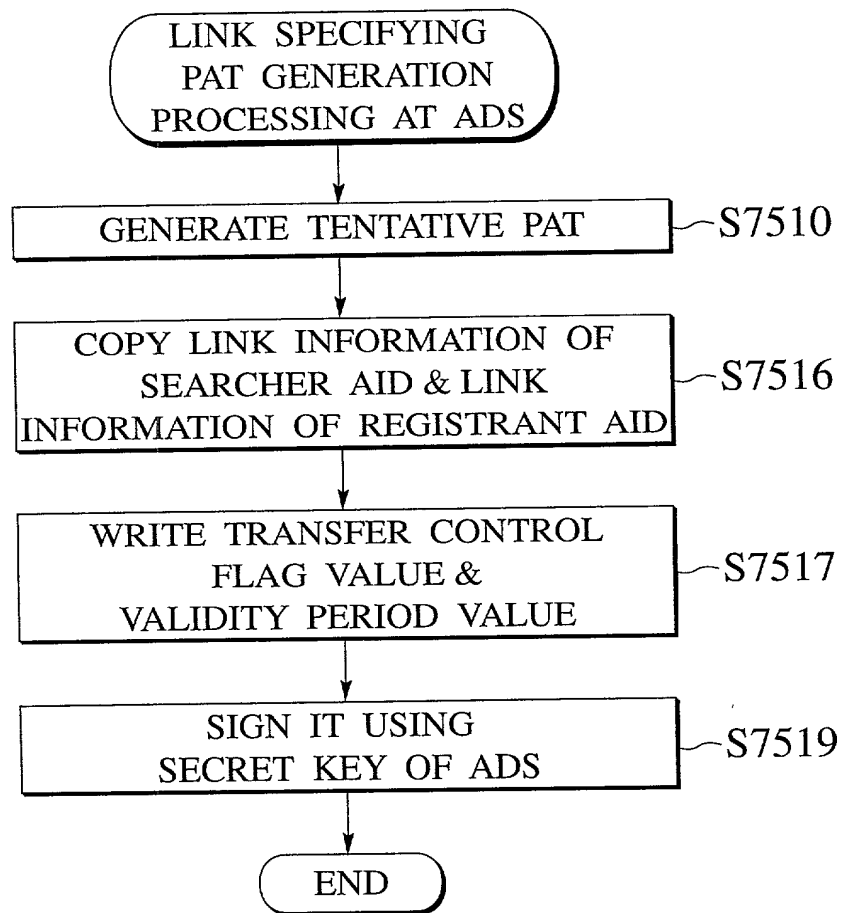 LINK SPECIFYING
PAT GENERATION
PROCESSING AT ADS
GENERATE TENTATIVE PAT
S7510
COPY LINK INFORMATION OF
SEARCHER AID & LINK
INFORMATION OF REGISTRANT AID
S7516
WRITE TRANSFER CONTROL
FLAG VALUE &
VALIDITY PERIOD VALUE
S7517
SIGN IT USING
SECRET KEY OF ADS
S7519
END